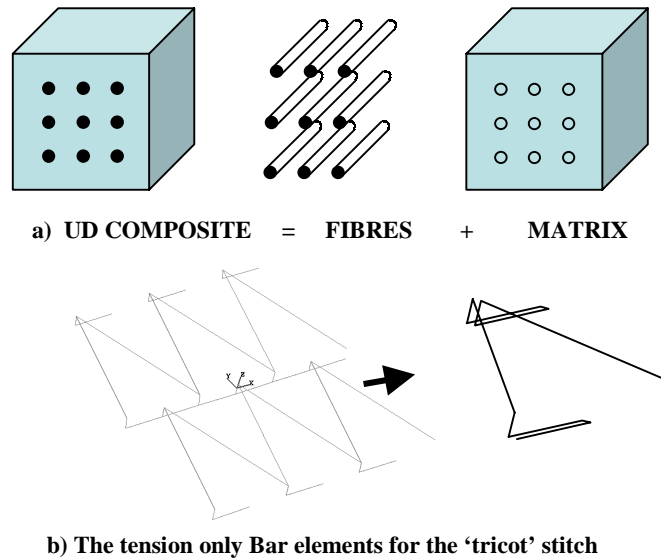 a) UD COMPOSITE = FIBRES + MATRIX
Y Z X
b) The tension only Bar elements for the ‘tricot’ stitch